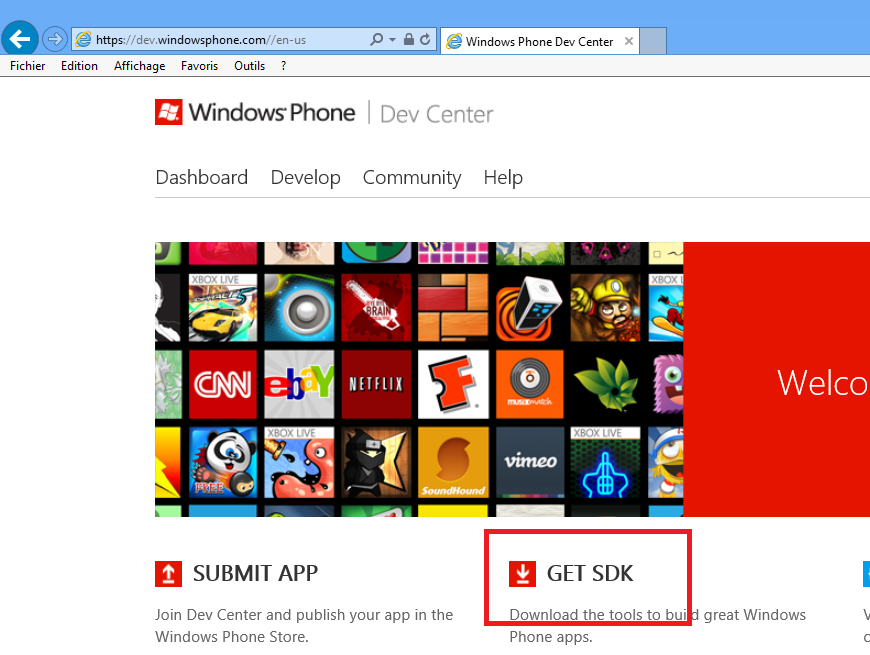 https://dev.windowsphone.com//en-us
Windows Phone Dev Center
Fichier Edition Affichage Favoris Outils ?
Windows Phone Dev Center
Dashboard Develop Community Help
XBOX LIVE
BYE BYE BRAIN
XBOX L
CNN
ebaY
NETFLIX
F
musiXmatch
Welco
XBOX LIVE
XBOX LIVE
FREE
SoundHound
vimeo
SUBMIT APP
Join Dev Center and publish your app in the
Windows Phone Store.
GET SDK
Download the tools to build great Windows
Phone apps.
V